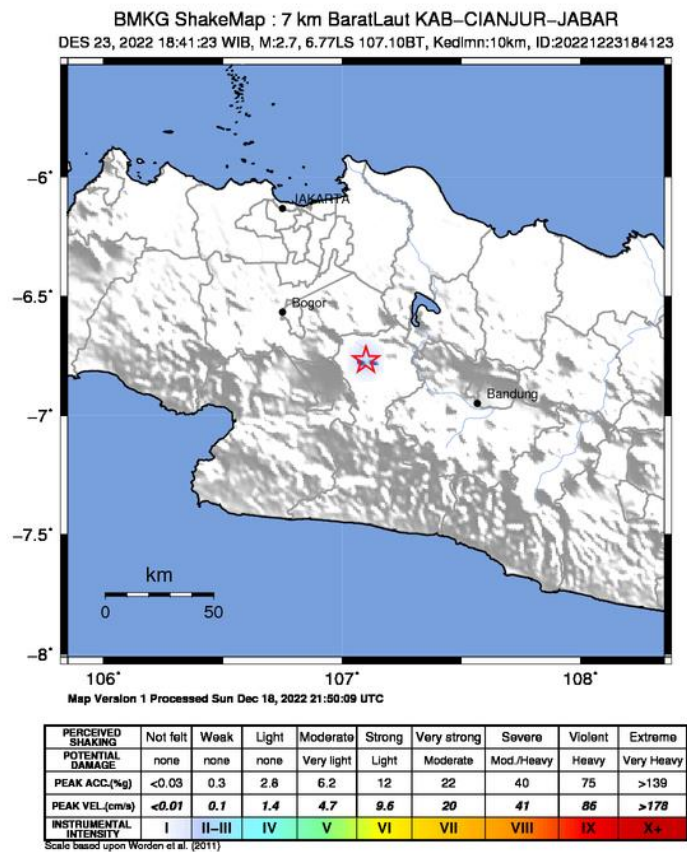 BMKG ShakeMap : 7 km BaratLaut KAB-CIANJUR-JABAR
DES 23, 2022 18:41:23 WIB, M:2.7, 6.77LS 107.10BT, Kedlmn:10km, ID:20221223184123
-6°
JAKARTA
-6.5°
Bogor
-7°
Bandung
-7.5°
km
0 50
-8°
106° 107° 108°
Map Version 1 Processed Sun Dec 18, 2022 21:50:09 UTC
PERCEIVED SHAKING Not felt Weak Light Moderate Strong Very strong Severe Violent Extreme
POTENTIAL DAMAGE none none none Very light Light Moderate Mod./Heavy Heavy Very Heavy
PEAK ACC.(%g) <0.03 0.3 2.8 6.2 12 22 40 75 >139
PEAK VEL.(cm/s) <0.01 0.1 1.4 4.7 9.6 20 41 86 >178
INSTRUMENTAL INTENSITY I II-III IV V VI VII VIII IX X+
Scale based upon Worden et al. (2011)